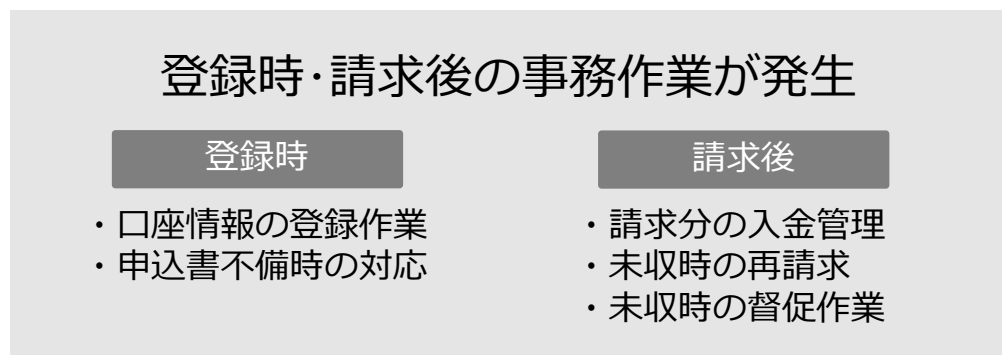 登録時･請求後の事務作業が発生
登録時
・口座情報の登録作業
・申込書不備時の対応
請求後
・請求分の入金管理
・未収時の再請求
・未収時の督促作業